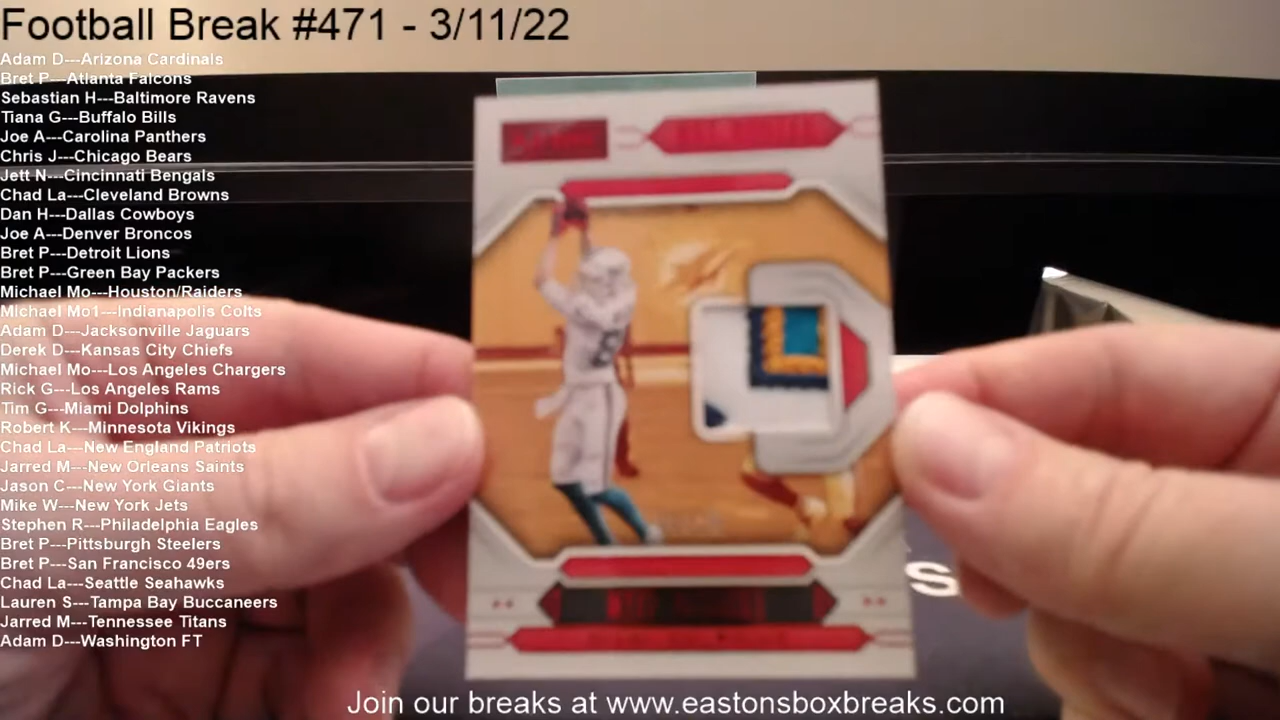 Football Break #471 - 3/11/22
Adam D---Arizona Cardinals
Bret P---Atlanta Falcons
Sebastian H---Baltimore Ravens
Tiana G---Buffalo Bills
Joe A---Carolina Panthers
Chris J---Chicago Bears
Jett N---Cincinnati Bengals
Chad La---Cleveland Browns
Dan H---Dallas Cowboys
Joe A---Denver Broncos
Bret P---Detroit Lions
Bret P---Green Bay Packers
Michael Mo---Houston/Raiders
Michael Mo1---Indianapolis Colts
Adam D---Jacksonville Jaguars
Derek D---Kansas City Chiefs
Michael Mo---Los Angeles Chargers
Rick G---Los Angeles Rams
Tim G---Miami Dolphins
Robert K---Minnesota Vikings
Chad La---New England Patriots
Jarred M---New Orleans Saints
Jason C---New York Giants
Mike W---New York Jets
Stephen R---Philadelphia Eagles
Bret P---Pittsburgh Steelers
Bret P---San Francisco 49ers
Chad La---Seattle Seahawks
Lauren S---Tampa Bay Buccaneers
Jarred M---Tennessee Titans
Adam D---Washington FT
S
Join our breaks at www.eastonsboxbreaks.com